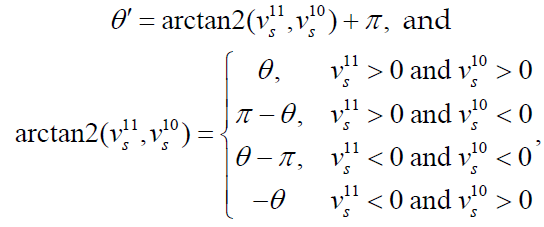 θ′ = arctan2(v_s^{11}, v_s^{10}) + π, and
arctan2(v_s^{11}, v_s^{10}) = {
θ, v_s^{11} > 0 and v_s^{10} > 0
π − θ, v_s^{11} > 0 and v_s^{10} < 0
θ − π, v_s^{11} < 0 and v_s^{10} < 0
−θ v_s^{11} < 0 and v_s^{10} > 0
,